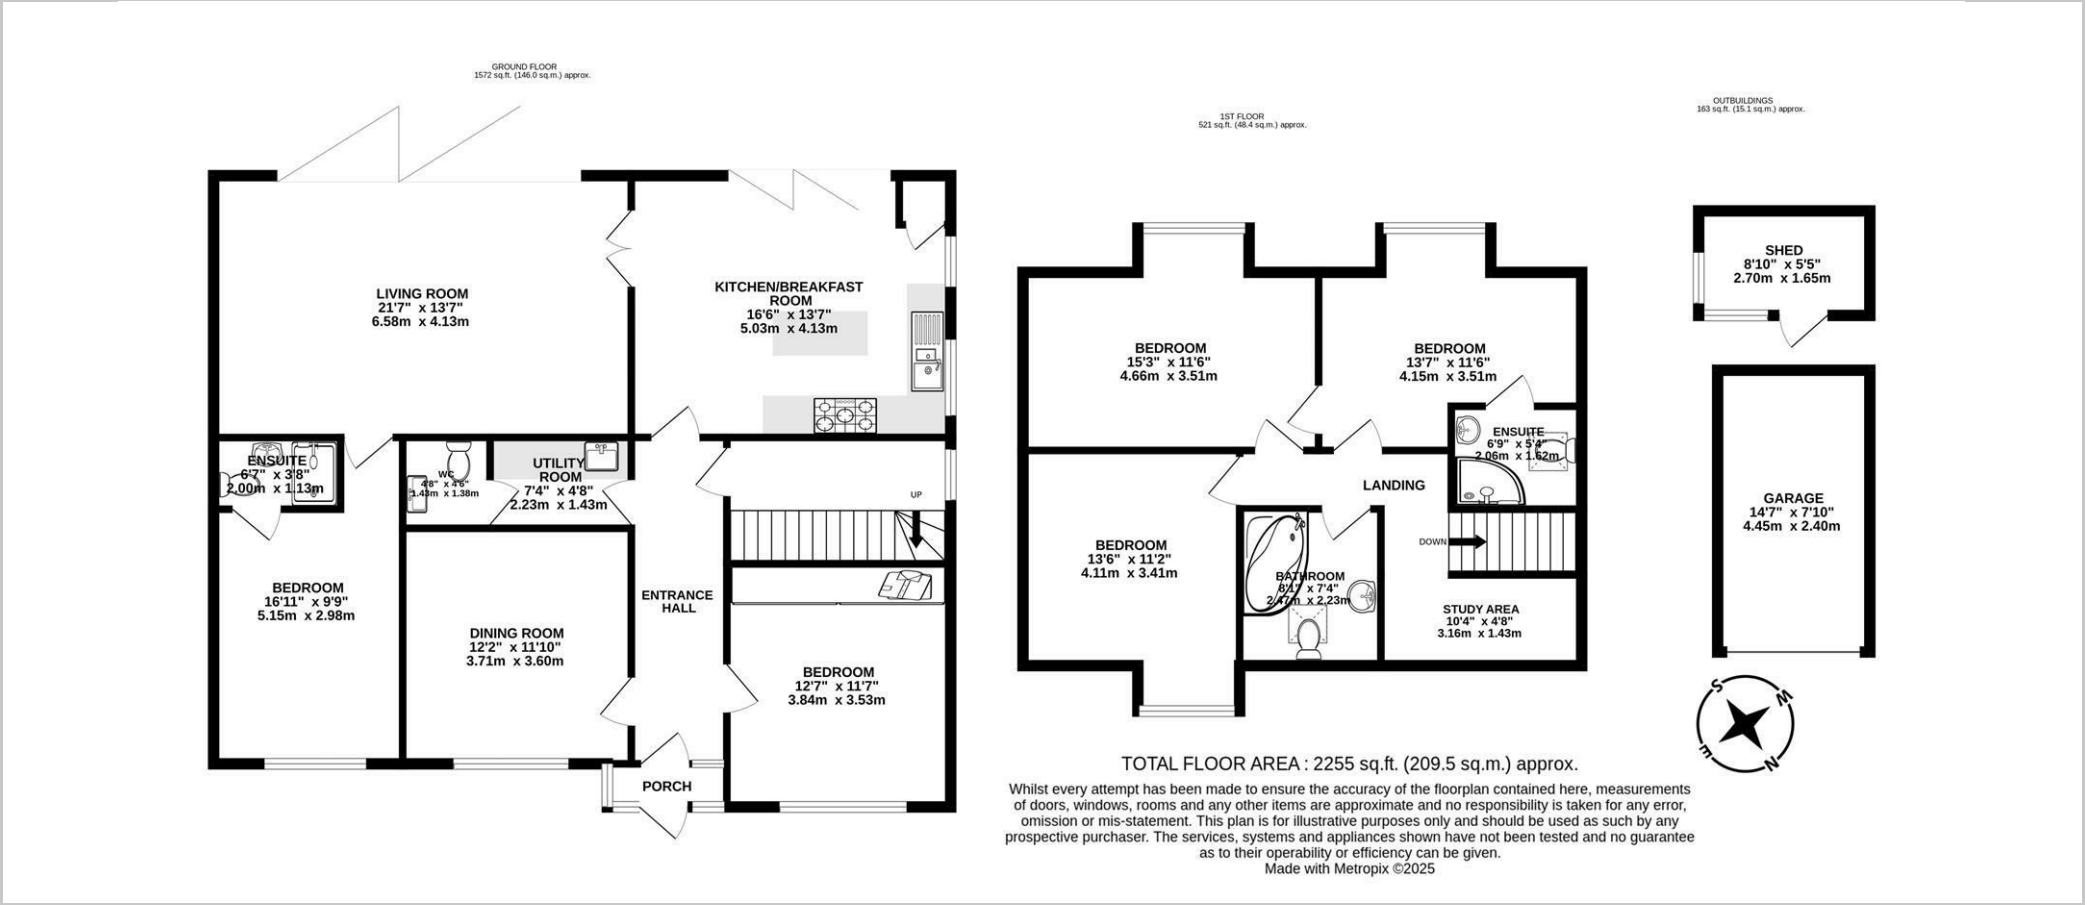 GROUND FLOOR
1572 sq.ft. (146.0 sq.m.) approx.
1ST FLOOR
521 sq.ft. (48.4 sq.m.) approx.
OUTBUILDINGS
163 sq.ft. (15.1 sq.m.) approx.
LIVING ROOM
21'7" x 13'7"
6.58m x 4.13m
KITCHEN/BREAKFAST
ROOM
16'6" x 13'7"
5.03m x 4.13m
ENSUITE
6'7" x 3'8"
2.00m x 1.13m
WC
4'8" x 4'6"
1.43m x 1.38m
UTILITY
ROOM
7'4" x 4'8"
2.23m x 1.43m
UP
BEDROOM
16'11" x 9'9"
5.15m x 2.98m
DINING ROOM
12'2" x 11'10"
3.71m x 3.60m
ENTRANCE
HALL
BEDROOM
12'7" x 11'7"
3.84m x 3.53m
PORCH
BEDROOM
15'3" x 11'6"
4.66m x 3.51m
BEDROOM
13'7" x 11'6"
4.15m x 3.51m
ENSUITE
6'9" x 5'4"
2.06m x 1.62m
LANDING
DOWN
BEDROOM
13'6" x 11'2"
4.11m x 3.41m
BATHROOM
8'1" x 7'4"
2.47m x 2.23m
STUDY AREA
10'4" x 4'8"
3.16m x 1.43m
SHED
8'10" x 5'5"
2.70m x 1.65m
GARAGE
14'7" x 7'10"
4.45m x 2.40m
S
W
E
N
TOTAL FLOOR AREA : 2255 sq.ft. (209.5 sq.m.) approx.
Whilst every attempt has been made to ensure the accuracy of the floorplan contained here, measurements
of doors, windows, rooms and any other items are approximate and no responsibility is taken for any error,
omission or mis-statement. This plan is for illustrative purposes only and should be used as such by any
prospective purchaser. The services, systems and appliances shown have not been tested and no guarantee
as to their operability or efficiency can be given.
Made with Metropix ©2025